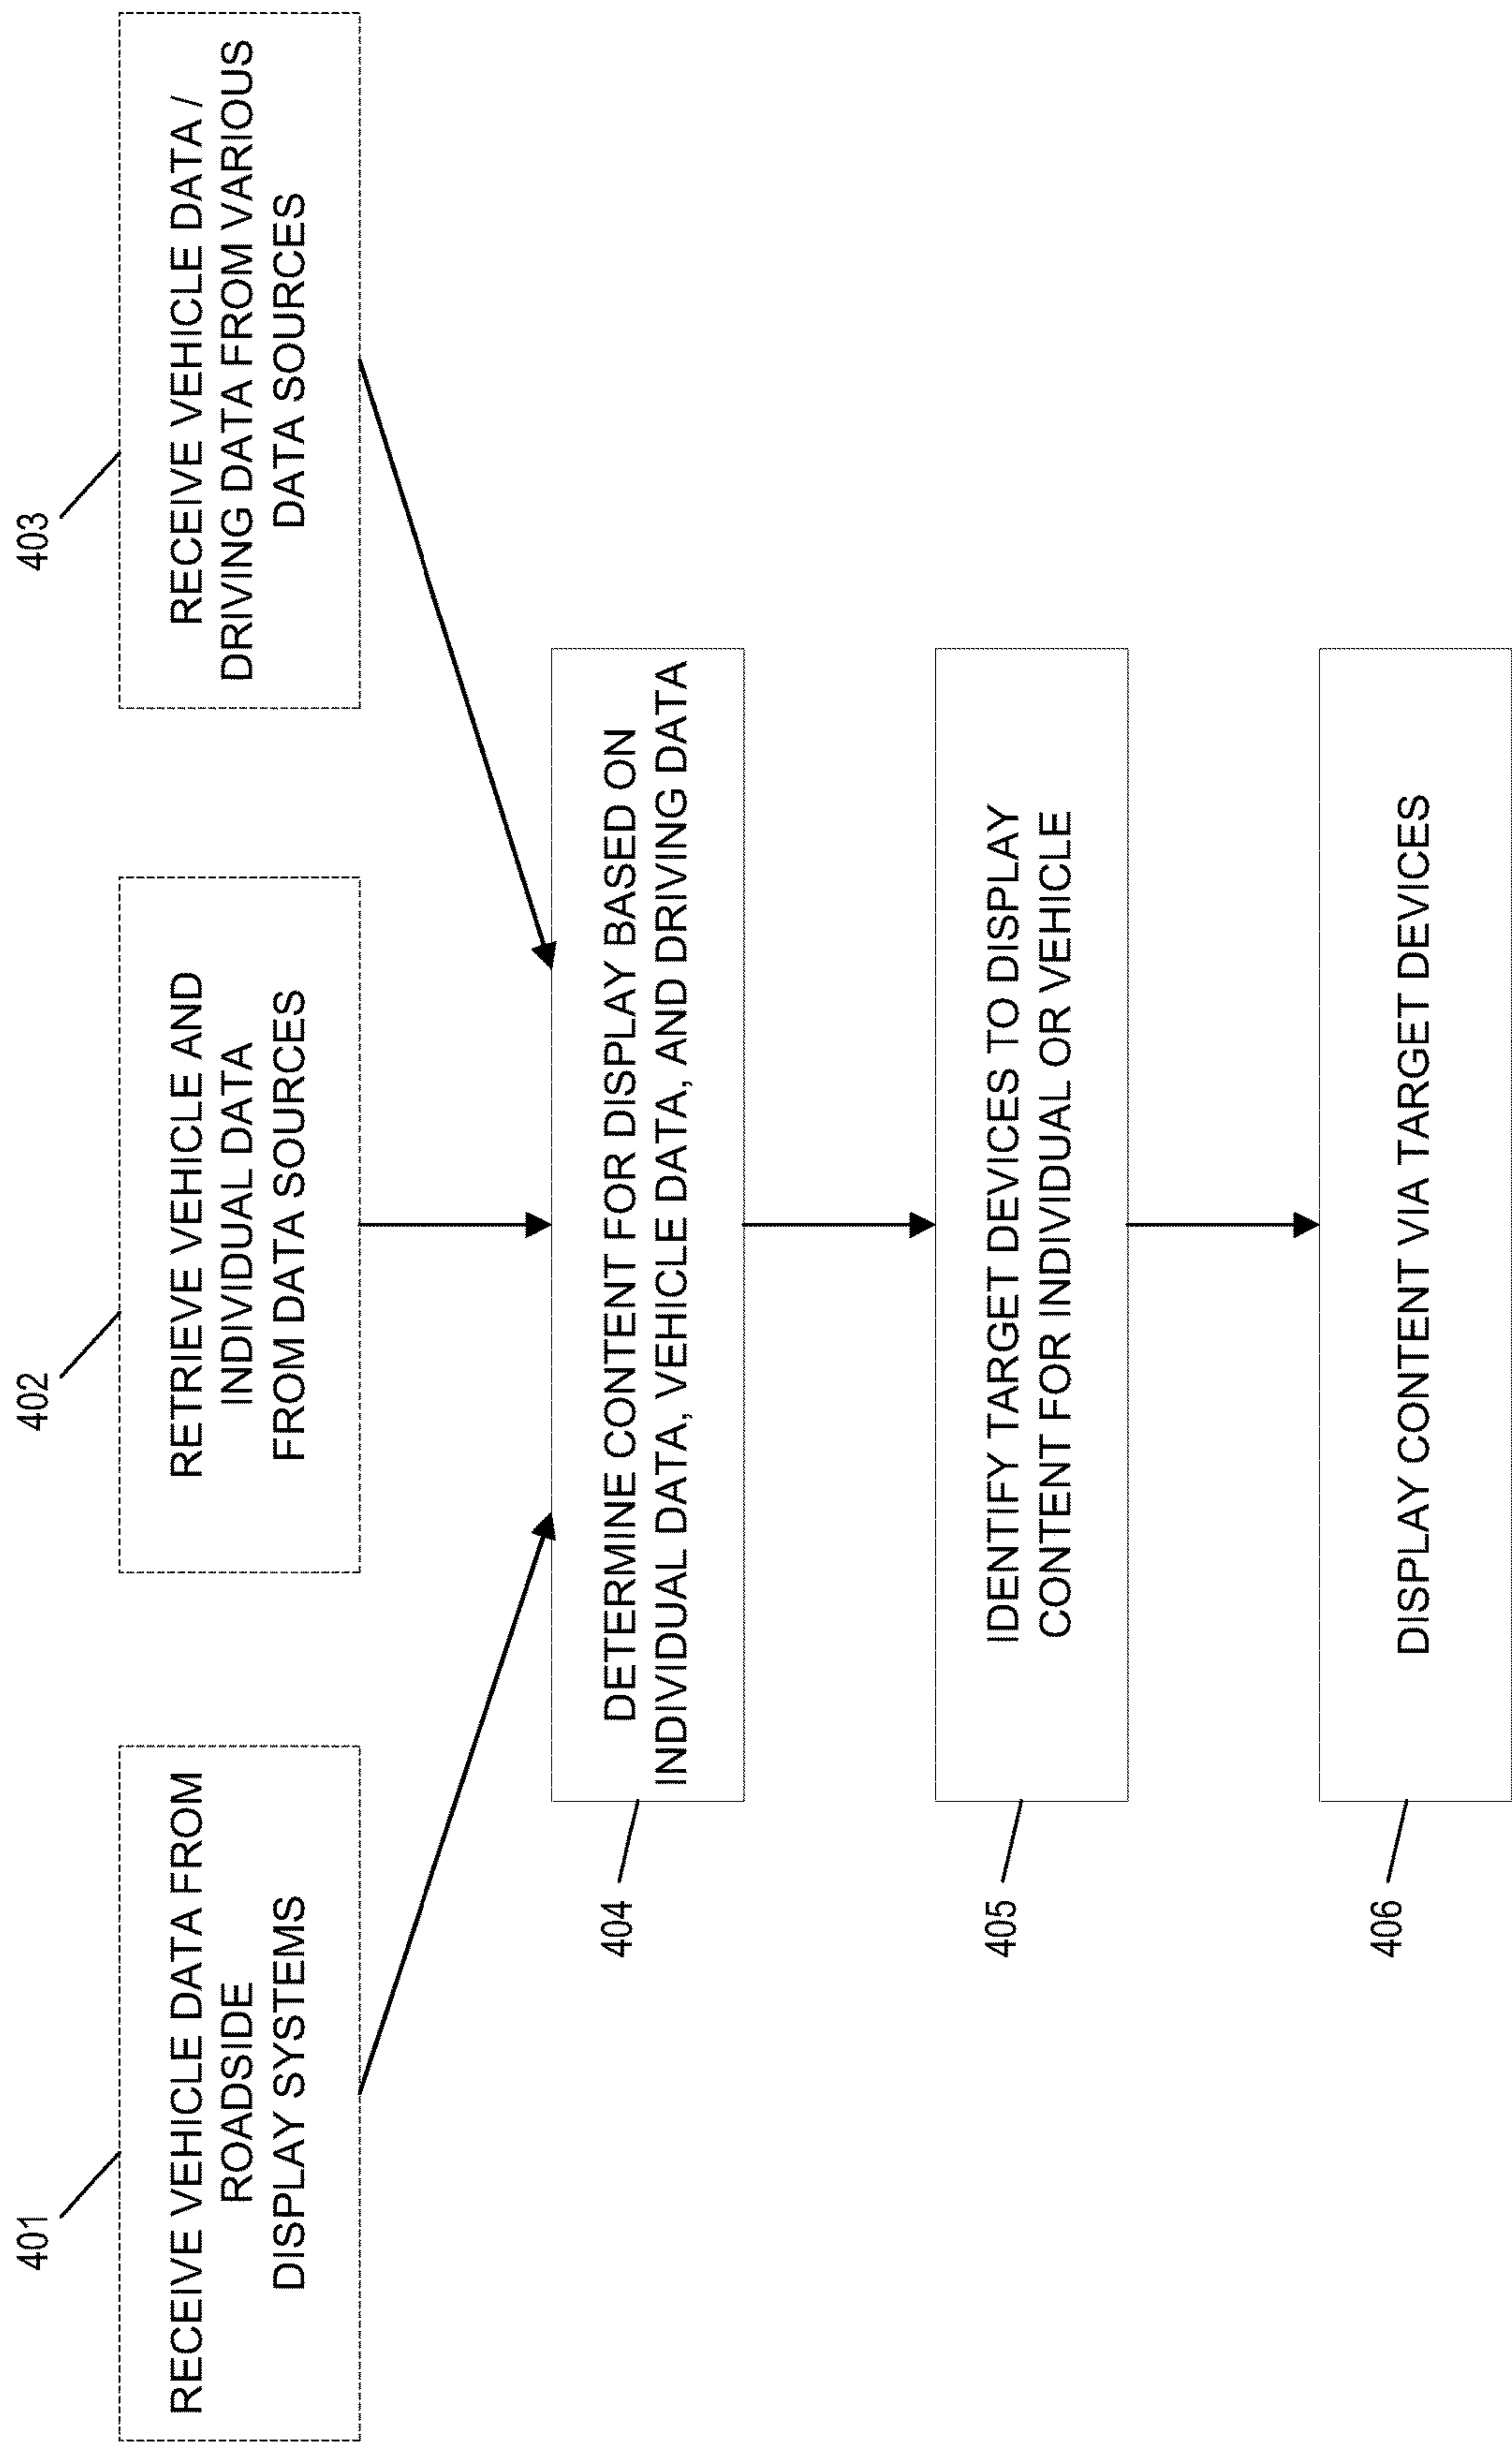 401
RECEIVE VEHICLE DATA FROM
ROADSIDE
DISPLAY SYSTEMS
402
RETRIEVE VEHICLE AND
INDIVIDUAL DATA
FROM DATA SOURCES
403
RECEIVE VEHICLE DATA /
DRIVING DATA FROM VARIOUS
DATA SOURCES
404
DETERMINE CONTENT FOR DISPLAY BASED ON
INDIVIDUAL DATA, VEHICLE DATA, AND DRIVING DATA
405
IDENTIFY TARGET DEVICES TO DISPLAY
CONTENT FOR INDIVIDUAL OR VEHICLE
406
DISPLAY CONTENT VIA TARGET DEVICES